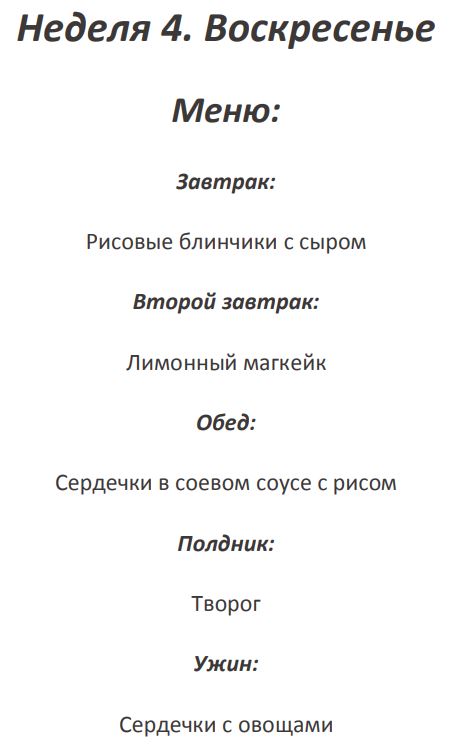 Неделя 4. Воскресенье
Меню:
Завтрак:
Рисовые блинчики с сыром
Второй завтрак:
Лимонный магкейк
Обед:
Сердечки в соевом соусе с рисом
Полдник:
Творог
Ужин:
Сердечки с овощами